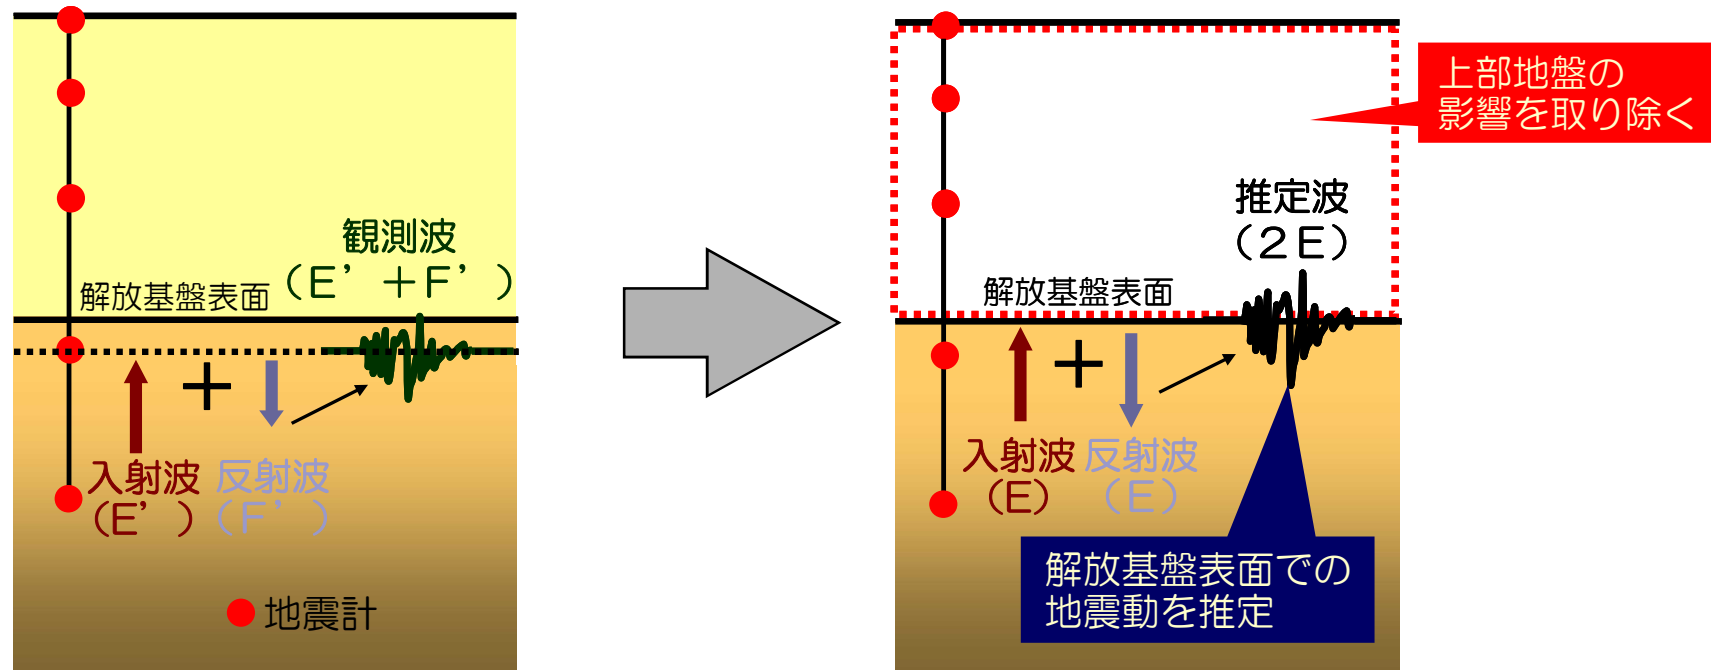 観測波
（E’＋F’）
解放基盤表面
＋
入射波
（E’）
反射波
（F’）
地震計
上部地盤の
影響を取り除く
推定波
（２E）
解放基盤表面
＋
入射波
（E）
反射波
（E）
解放基盤表面での
地震動を推定